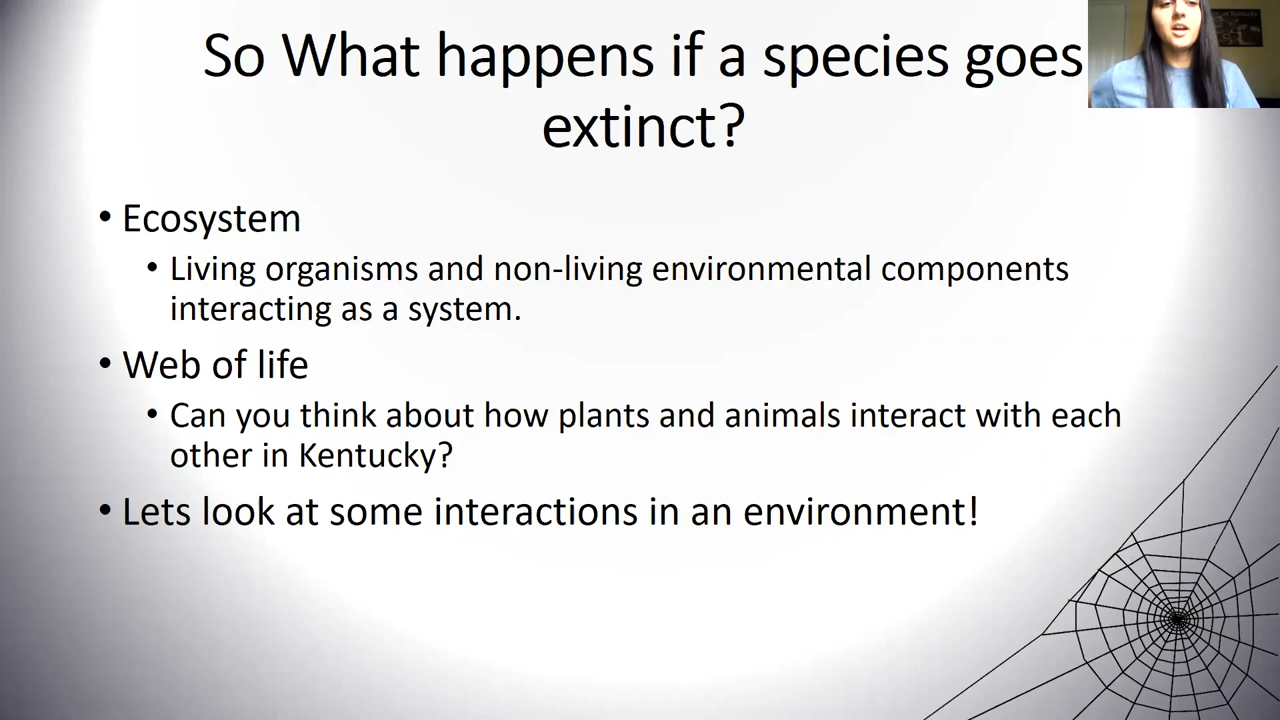 So What happens if a species goes
extinct?
• Ecosystem
• Living organisms and non-living environmental components
interacting as a system.
• Web of life
• Can you think about how plants and animals interact with each
other in Kentucky?
• Lets look at some interactions in an environment!